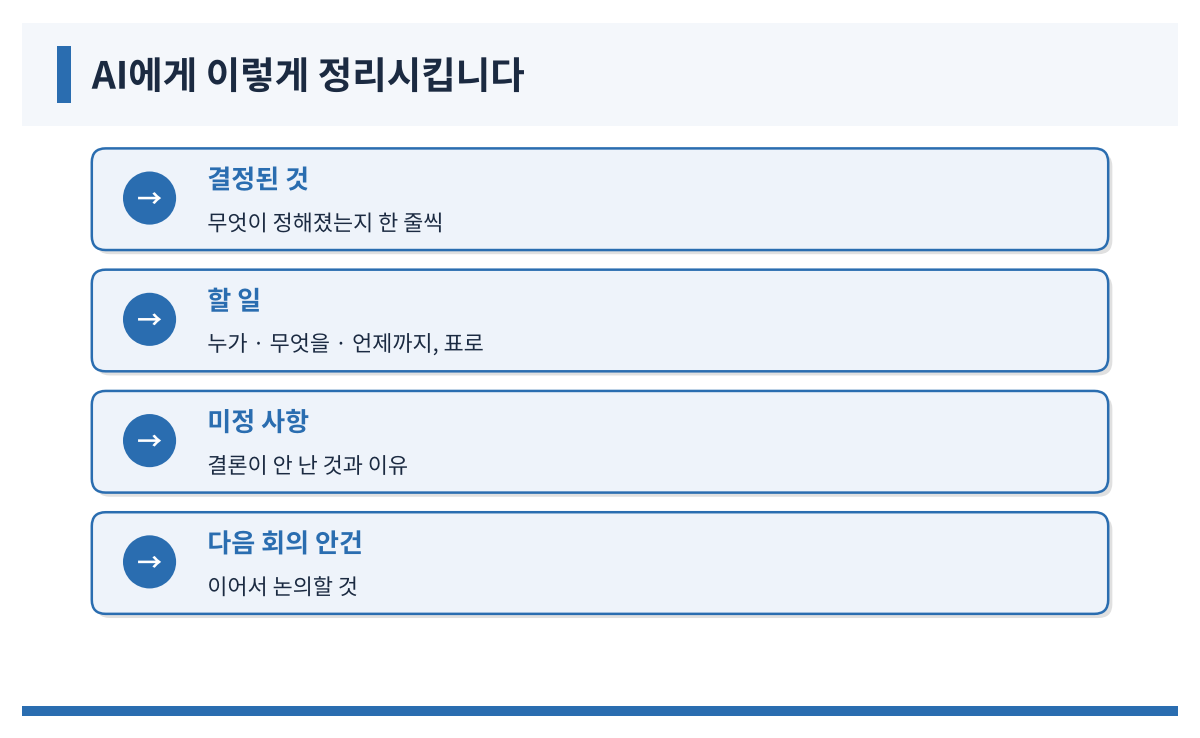 AI에게 이렇게 정리시킵니다
→ 결정된 것
무엇이 정해졌는지 한 줄씩
→ 할 일
누가 · 무엇을 · 언제까지, 표로
→ 미정 사항
결론이 안 난 것과 이유
→ 다음 회의 안건
이어서 논의할 것